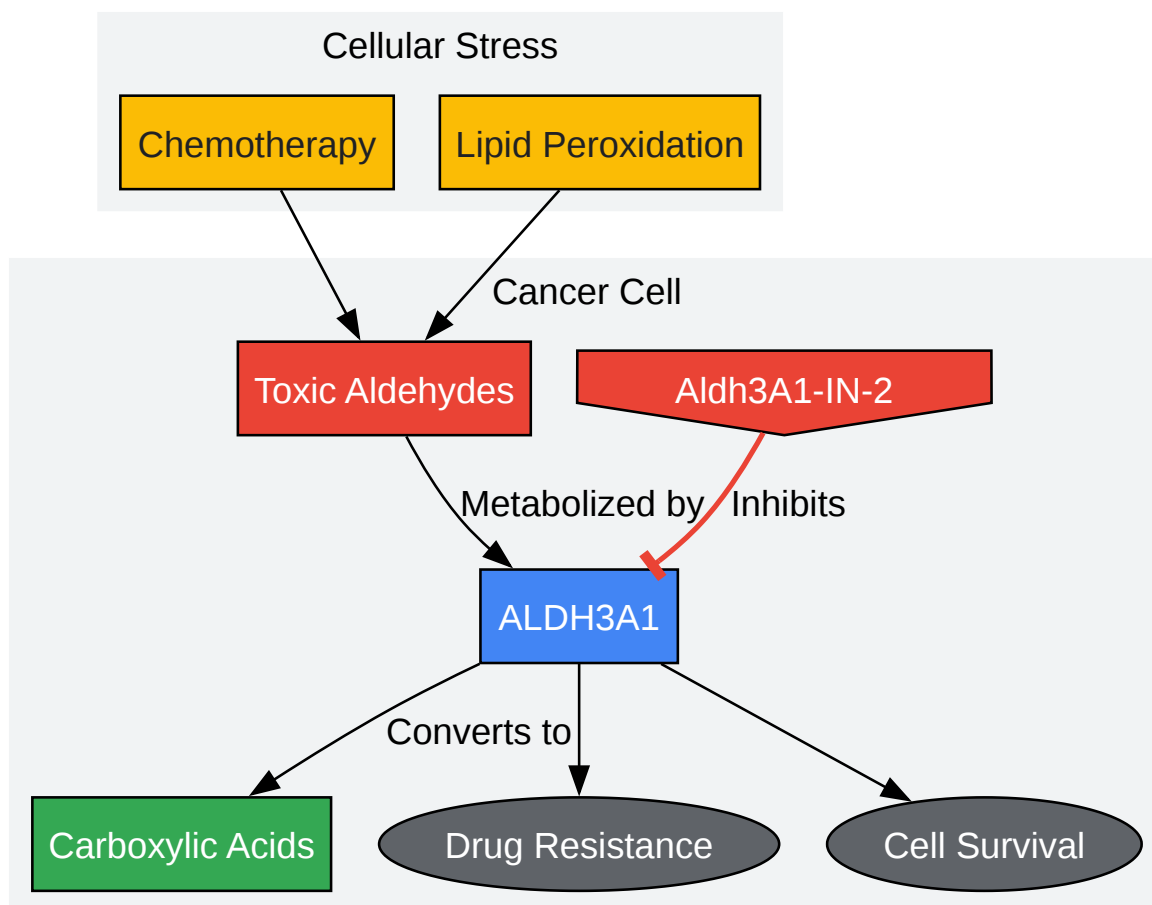 Cellular Stress
Chemotherapy
Lipid Peroxidation
Cancer Cell
Toxic Aldehydes
Aldh3A1-IN-2
Metabolized by
Inhibits
ALDH3A1
Converts to
Carboxylic Acids
Drug Resistance
Cell Survival